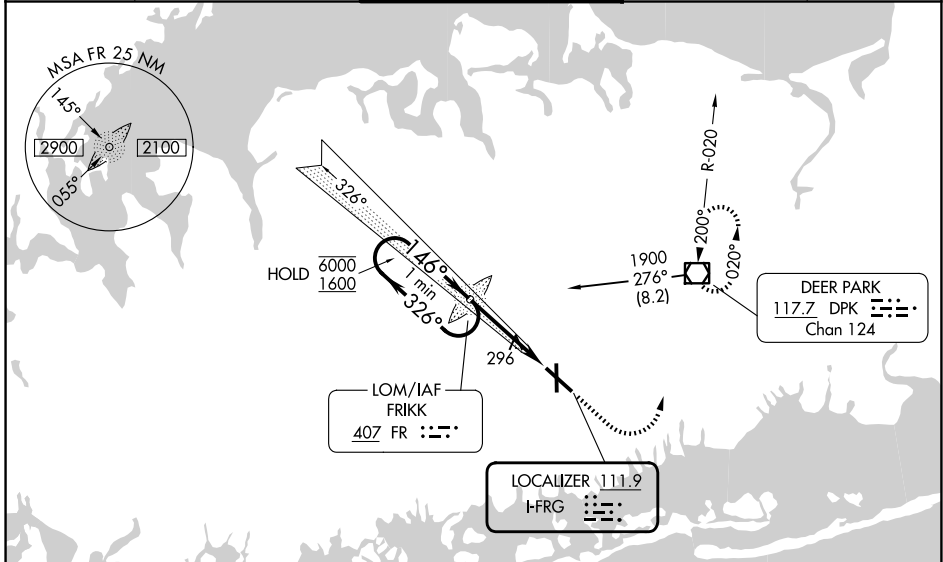 MSA FR 25 NM
145°
2900
2100
055°
326°
146°
HOLD
6000
1600
1 min
326°
296
R-020
200°
020°
1900
276°
(8.2)
DEER PARK
117.7 DPK
Chan 124
LOM/IAF
FRIKK
407 FR
LOCALIZER 111.9
I-FRG